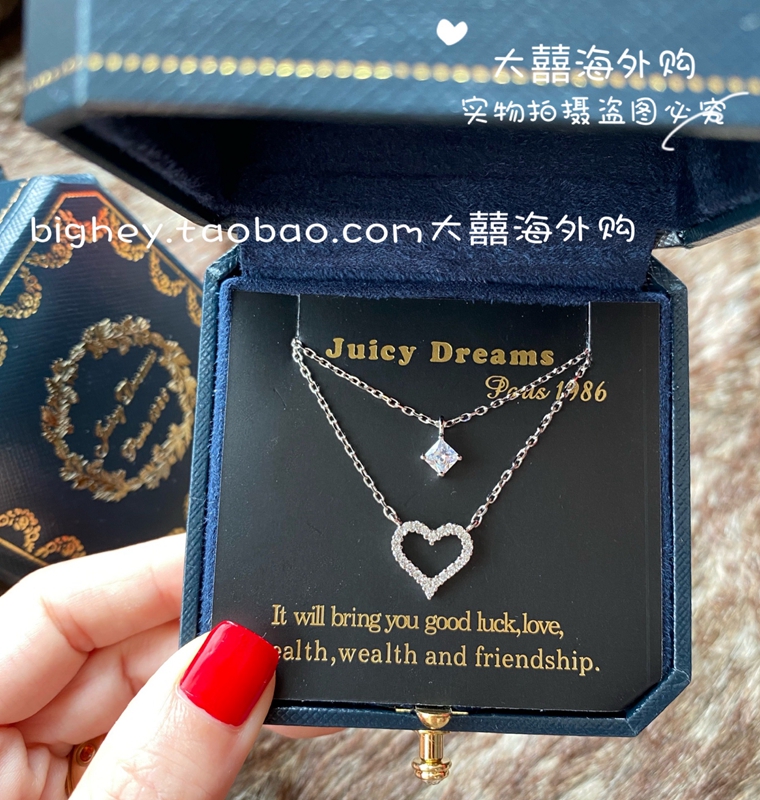 大囍海外购
实物拍摄盗图必究
bighey.taobao.com大囍海外购
Juicy Dreams
Paris 1986
It will bring you good luck,love,
ealth,wealth and friendship.